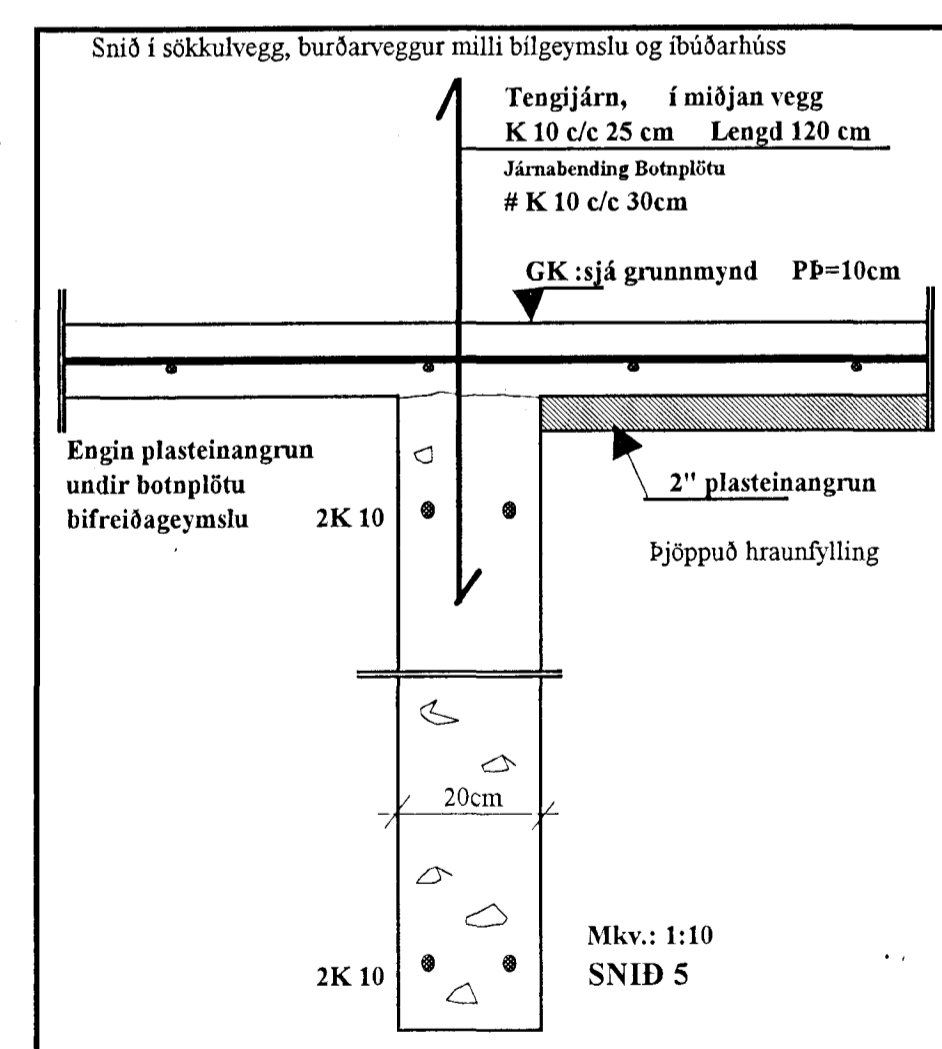 Snið í sökkulvegg, burðarveggur milli bílgeymslu og íbúðarhúss
Tengijárn, í miðjan vegg
K 10 c/c 25 cm Lengd 120 cm
Járnabending Botnplötu
# K 10 c/c 30cm
GK :sjá grunnmynd PÞ=10cm
Engin plasteinangrun
undir botnplötu
bifreiðageymslu
2K 10
2" plasteinangrun
Þjöppuð hraunfylling
20cm
2K 10
Mkv.: 1:10
SNIÐ 5